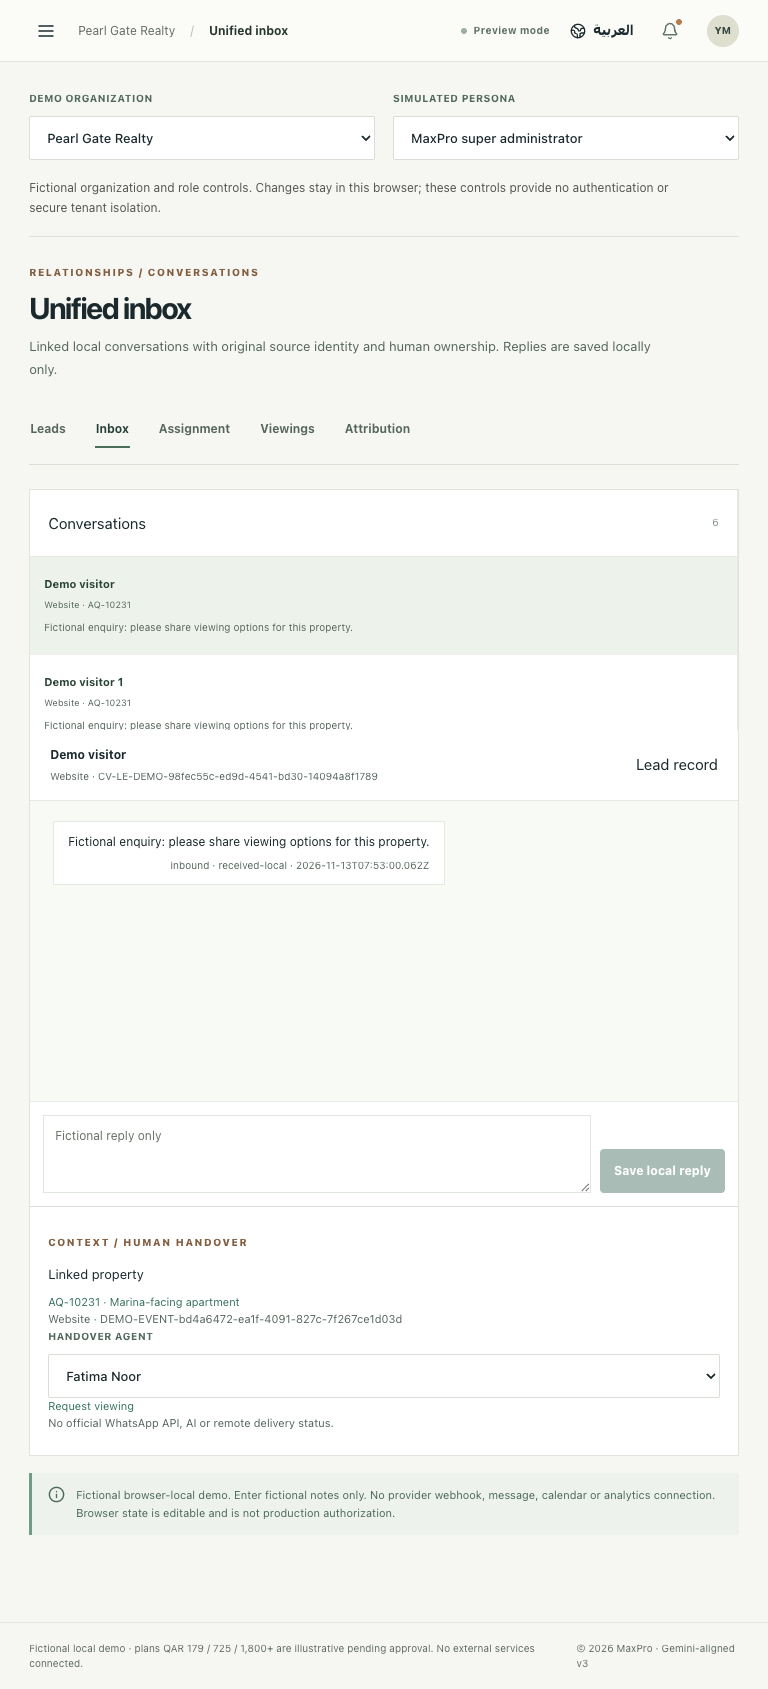 Pearl Gate Realty / Unified inbox
Preview mode
العربية
YM
DEMO ORGANIZATION
Pearl Gate Realty
SIMULATED PERSONA
MaxPro super administrator
Fictional organization and role controls. Changes stay in this browser; these controls provide no authentication or
secure tenant isolation.
RELATIONSHIPS / CONVERSATIONS
Unified inbox
Linked local conversations with original source identity and human ownership. Replies are saved locally
only.
Leads Inbox Assignment Viewings Attribution
Conversations 6
Demo visitor
Website · AQ-10231
Fictional enquiry: please share viewing options for this property.
Demo visitor 1
Website · AQ-10231
Fictional enquiry: please share viewing options for this property.
Demo visitor
Website · CV-LE-DEMO-98fec55c-ed9d-4541-bd30-14094a8f1789
Lead record
Fictional enquiry: please share viewing options for this property.
inbound · received-local · 2026-11-13T07:53:00.062Z
Fictional reply only
Save local reply
CONTEXT / HUMAN HANDOVER
Linked property
AQ-10231 · Marina-facing apartment
Website · DEMO-EVENT-bd4a6472-ea1f-4091-827c-7f267ce1d03d
HANDOVER AGENT
Fatima Noor
Request viewing
No official WhatsApp API, AI or remote delivery status.
Fictional browser-local demo. Enter fictional notes only. No provider webhook, message, calendar or analytics connection.
Browser state is editable and is not production authorization.
Fictional local demo · plans QAR 179 / 725 / 1,800+ are illustrative pending approval. No external services
connected.
© 2026 MaxPro · Gemini-aligned
v3